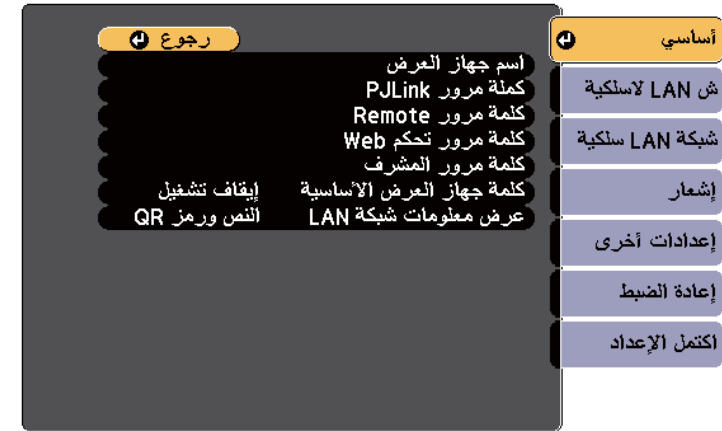 أساسي
ش LAN لاسلكية
شبكة LAN سلكية
إشعار
إعدادات أخرى
إعادة الضبط
اكتمل الإعداد
رجوع
اسم جهاز العرض
كملة مرور PJLink
كلمة مرور Remote
كلمة مرور تحكم Web
كلمة مرور المشرف
كلمة جهاز العرض الأساسية إيقاف تشغيل
عرض معلومات شبكة LAN النص ورمز QR